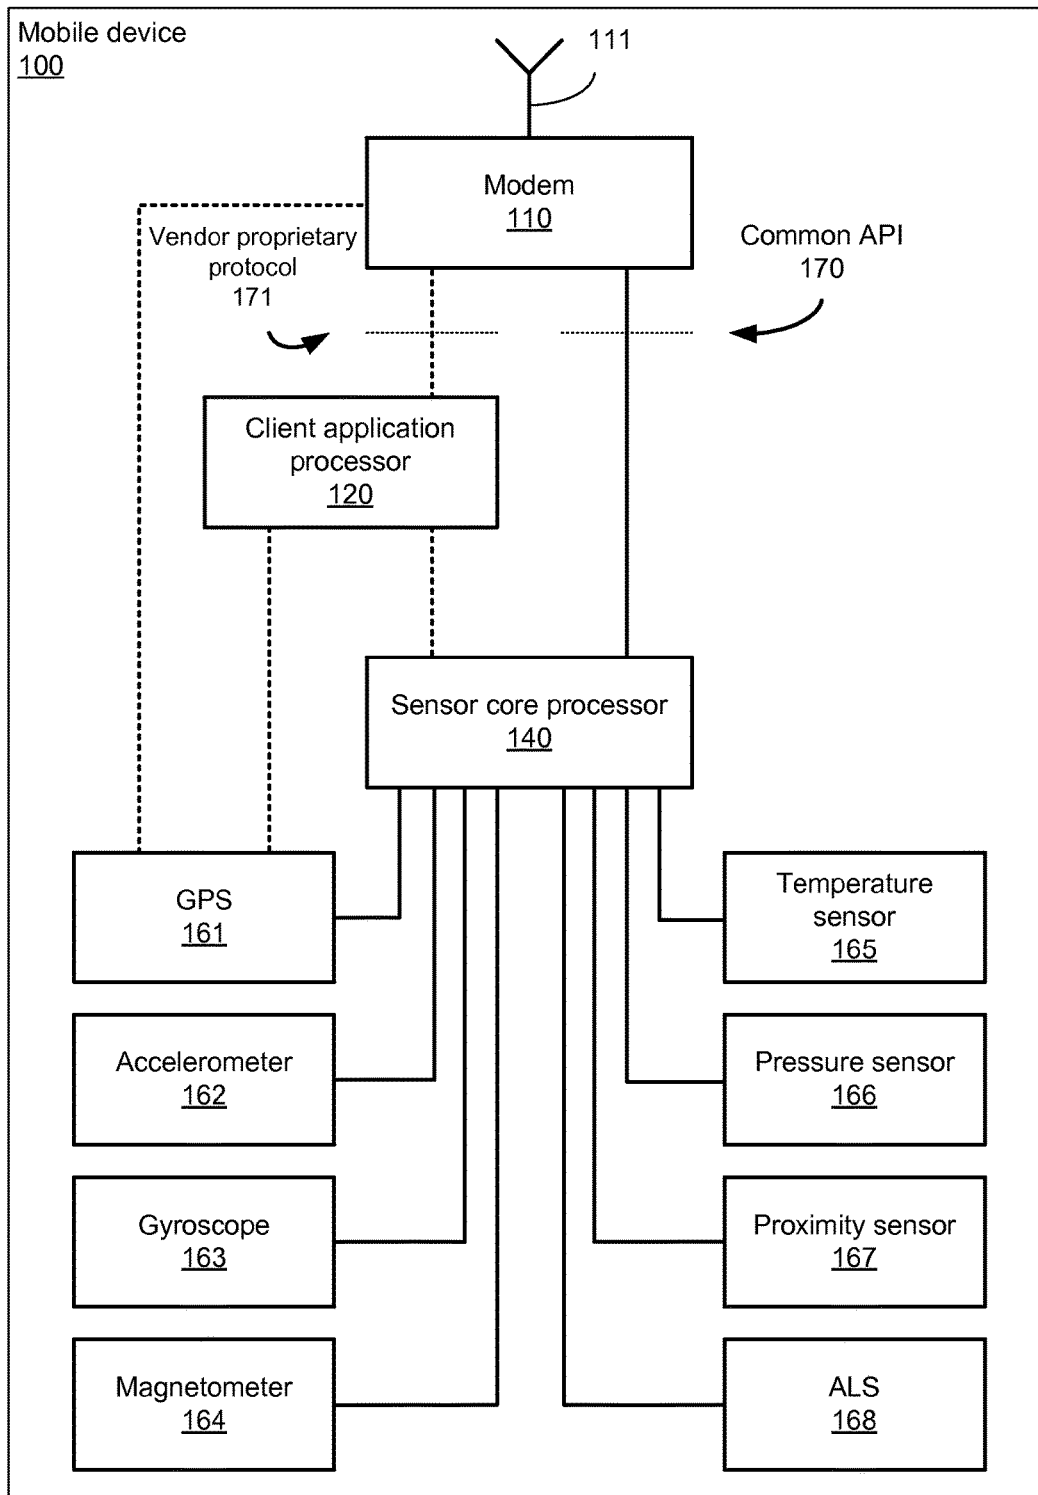 Mobile device
100
111
Modem
110
Vendor proprietary
protocol
171
Common API
170
Client application
processor
120
Sensor core processor
140
GPS
161
Temperature
sensor
165
Accelerometer
162
Pressure sensor
166
Gyroscope
163
Proximity sensor
167
Magnetometer
164
ALS
168